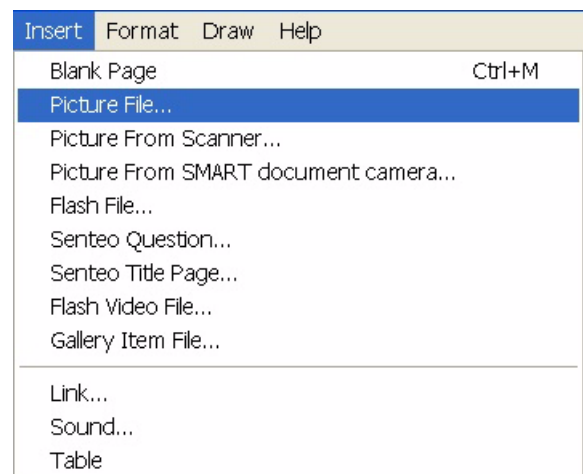 Insert Format Draw Help
Blank Page Ctrl+M
Picture File...
Picture From Scanner...
Picture From SMART document camera...
Flash File...
Senteo Question...
Senteo Title Page...
Flash Video File...
Gallery Item File...
Link...
Sound...
Table